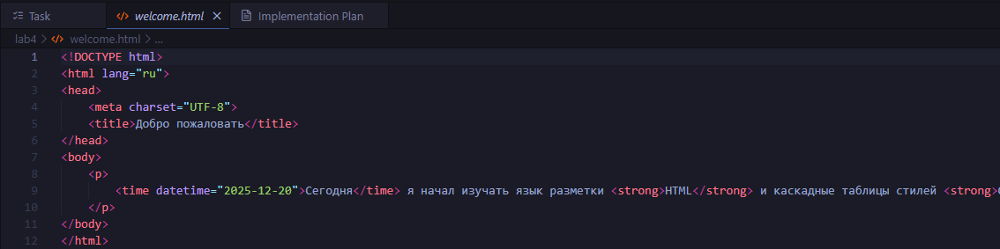 Task
welcome.html
Implementation Plan
lab4 > welcome.html > ...
1 <!DOCTYPE html>
2 <html lang="ru">
3 <head>
4 <meta charset="UTF-8">
5 <title>Добро пожаловать</title>
6 </head>
7 <body>
8 <p>
9 <time datetime="2025-12-20">Сегодня</time> я начал изучать язык разметки <strong>HTML</strong> и каскадные таблицы стилей <strong>
10 </p>
11 </body>
12 </html>